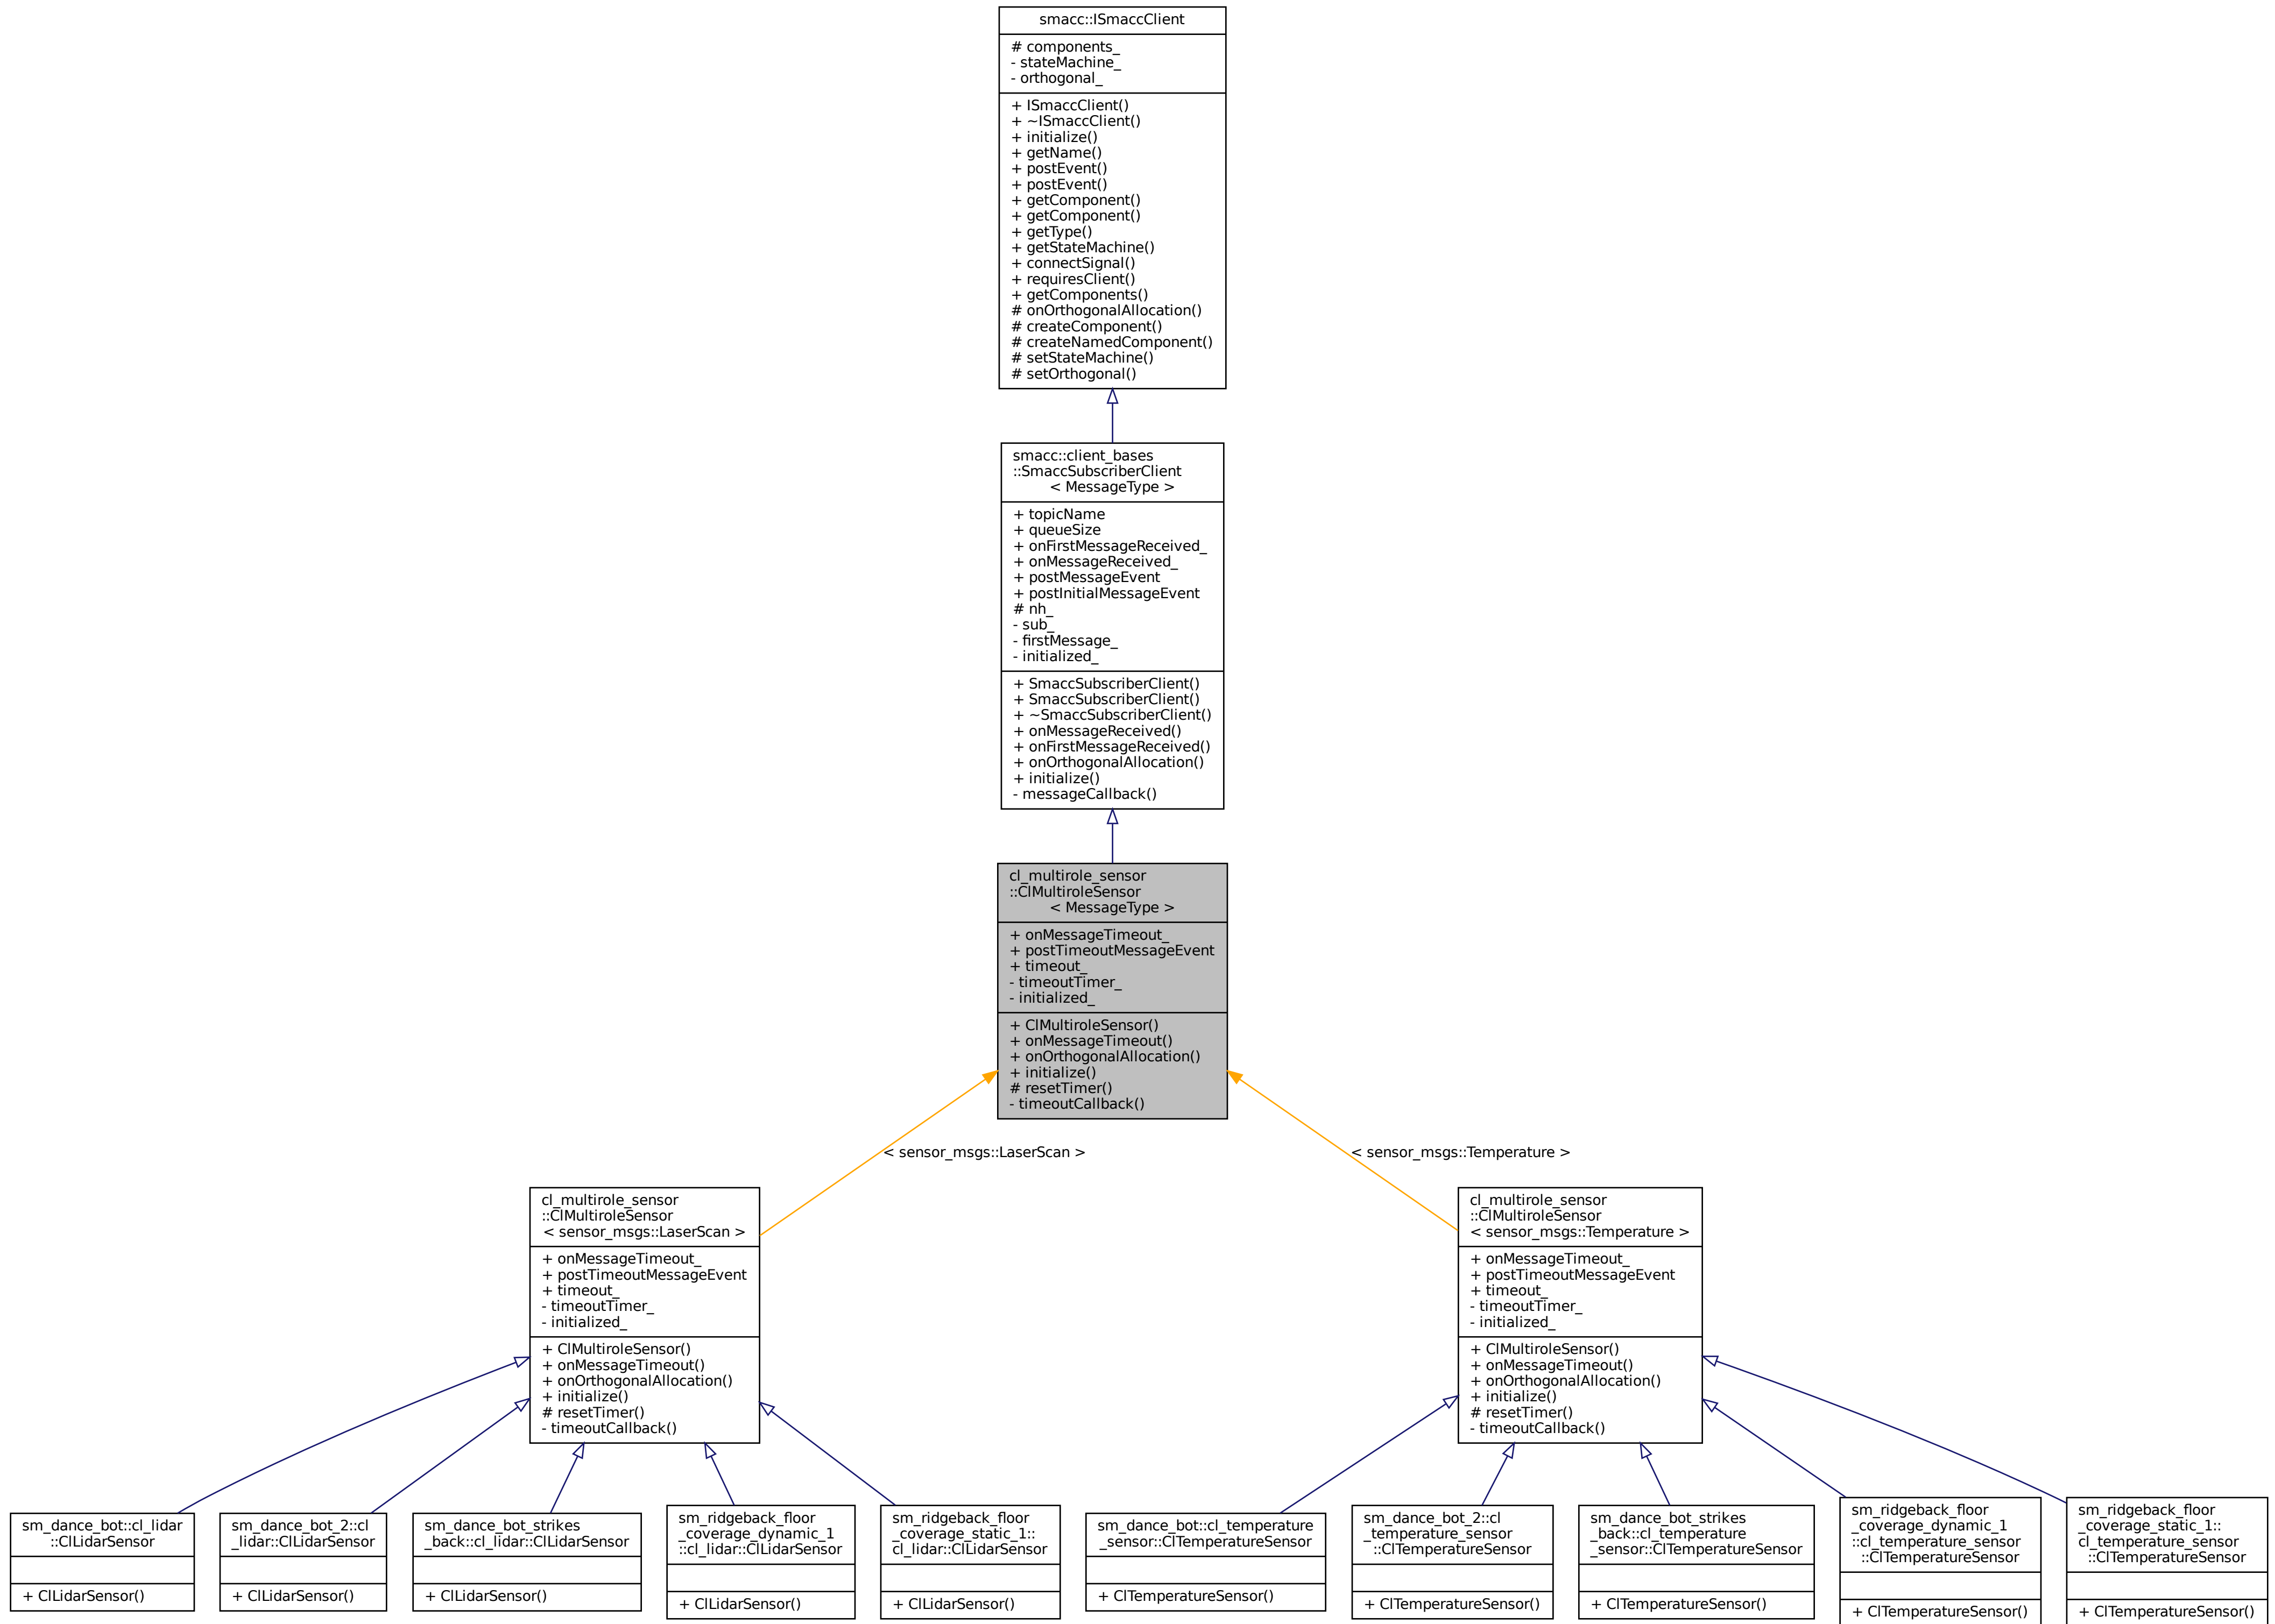 smacc::ISmaccClient
# components_
- stateMachine_
- orthogonal_
+ ISmaccClient()
+ ~ISmaccClient()
+ initialize()
+ getName()
+ postEvent()
+ postEvent()
+ getComponent()
+ getComponent()
+ getType()
+ getStateMachine()
+ connectSignal()
+ requiresClient()
+ getComponents()
# onOrthogonalAllocation()
# createComponent()
# createNamedComponent()
# setStateMachine()
# setOrthogonal()
smacc::client_bases
::SmaccSubscriberClient
< MessageType >
+ topicName
+ queueSize
+ onFirstMessageReceived_
+ onMessageReceived_
+ postMessageEvent
+ postInitialMessageEvent
# nh_
- sub_
- firstMessage_
- initialized_
+ SmaccSubscriberClient()
+ SmaccSubscriberClient()
+ ~SmaccSubscriberClient()
+ onMessageReceived()
+ onFirstMessageReceived()
+ onOrthogonalAllocation()
+ initialize()
- messageCallback()
cl_multirole_sensor
::ClMultiroleSensor
< MessageType >
+ onMessageTimeout_
+ postTimeoutMessageEvent
+ timeout_
- timeoutTimer_
- initialized_
+ ClMultiroleSensor()
+ onMessageTimeout()
+ onOrthogonalAllocation()
+ initialize()
# resetTimer()
- timeoutCallback()
< sensor_msgs::LaserScan >
< sensor_msgs::Temperature >
cl_multirole_sensor
::ClMultiroleSensor
< sensor_msgs::LaserScan >
+ onMessageTimeout_
+ postTimeoutMessageEvent
+ timeout_
- timeoutTimer_
- initialized_
+ ClMultiroleSensor()
+ onMessageTimeout()
+ onOrthogonalAllocation()
+ initialize()
# resetTimer()
- timeoutCallback()
cl_multirole_sensor
::ClMultiroleSensor
< sensor_msgs::Temperature >
+ onMessageTimeout_
+ postTimeoutMessageEvent
+ timeout_
- timeoutTimer_
- initialized_
+ ClMultiroleSensor()
+ onMessageTimeout()
+ onOrthogonalAllocation()
+ initialize()
# resetTimer()
- timeoutCallback()
sm_dance_bot::cl_lidar
::ClLidarSensor
+ ClLidarSensor()
sm_dance_bot_2::cl
_lidar::ClLidarSensor
+ ClLidarSensor()
sm_dance_bot_strikes
_back::cl_lidar::ClLidarSensor
+ ClLidarSensor()
sm_ridgeback_floor
_coverage_dynamic_1
::cl_lidar::ClLidarSensor
+ ClLidarSensor()
sm_ridgeback_floor
_coverage_static_1::
cl_lidar::ClLidarSensor
+ ClLidarSensor()
sm_dance_bot::cl_temperature
_sensor::ClTemperatureSensor
+ ClTemperatureSensor()
sm_dance_bot_2::cl
_temperature_sensor
::ClTemperatureSensor
+ ClTemperatureSensor()
sm_dance_bot_strikes
_back::cl_temperature
_sensor::ClTemperatureSensor
+ ClTemperatureSensor()
sm_ridgeback_floor
_coverage_dynamic_1
::cl_temperature_sensor
::ClTemperatureSensor
+ ClTemperatureSensor()
sm_ridgeback_floor
_coverage_static_1::
cl_temperature_sensor
::ClTemperatureSensor
+ ClTemperatureSensor()